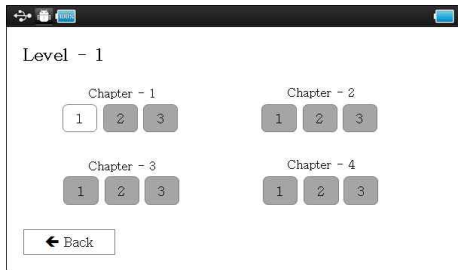 100%
Level - 1
Chapter - 1
1 2 3
Chapter - 2
1 2 3
Chapter - 3
1 2 3
Chapter - 4
1 2 3
🡰 Back